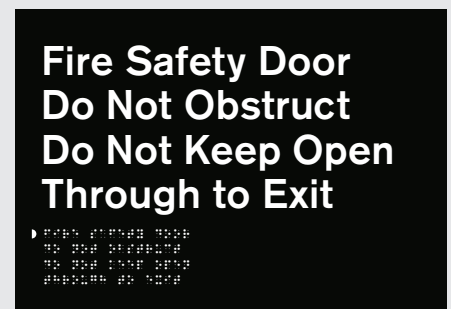 Fire Safety Door
Do Not Obstruct
Do Not Keep Open
Through to Exit
⠋⠊⠗⠑ ⠎⠁⠋⠑⠞⠽ ⠙⠕⠕⠗
⠙⠕ ⠝⠕⠞ ⠕⠃⠎⠞⠗⠥⠉⠞
⠙⠕ ⠝⠕⠞ ⠅⠑⠑⠏ ⠕⠏⠑⠝
⠞⠓⠗⠕⠥⠛⠓ ⠞⠕ ⠑⠭⠊⠞